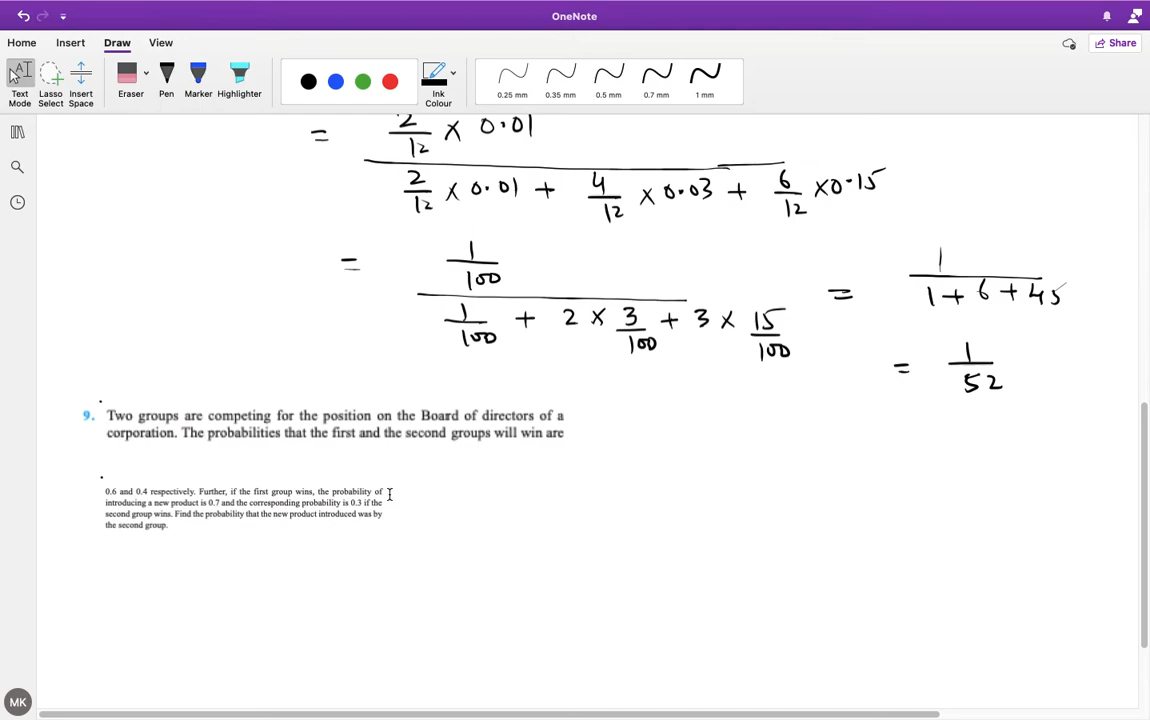 OneNote
Home Insert Draw View
Share
Text Mode
Lasso Select
Insert Space
Eraser
Pen
Marker
Highlighter
Ink Colour
0.25 mm 0.35 mm 0.5 mm 0.7 mm 1 mm
= 2/12 × 0.01
2/12 × 0.01 + 4/12 × 0.03 + 6/12 × 0.15
= 1/100
1/100 + 2 × 3/100 + 3 × 15/100
= 1
1 + 6 + 45
= 1/52
9. Two groups are competing for the position on the Board of directors of a
corporation. The probabilities that the first and the second groups will win are
0.6 and 0.4 respectively. Further, if the first group wins, the probability of
introducing a new product is 0.7 and the corresponding probability is 0.3 if the
second group wins. Find the probability that the new product introduced was by
the second group.
MK